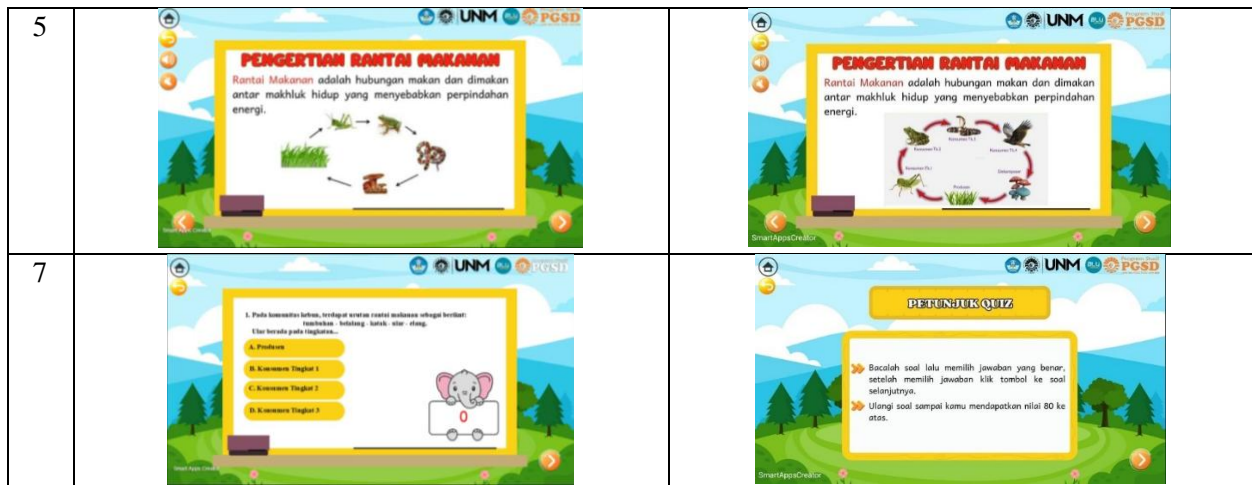 5
UNM
PGSD
PENGERTIAN RANTAI MAKANAN
Rantai Makanan adalah hubungan makan dan dimakan
antar makhluk hidup yang menyebabkan perpindahan
energi.
UNM
PGSD
PENGERTIAN RANTAI MAKANAN
Rantai Makanan adalah hubungan makan dan dimakan
antar makhluk hidup yang menyebabkan perpindahan
energi.
Produsen
SmartAppsCreator
7
UNM
PGSD
1. Pada komunitas kebun, terdapat urutan rantai makanan sebagai berikut:
tumbuhan - belalang - katak - ular - elang.
Ular berada pada tingkatan...
A. Produsen
B. Konsumen Tingkat 1
C. Konsumen Tingkat 2
D. Konsumen Tingkat 3
0
Smart Apps Creator
UNM
PGSD
PETUNJUK QUIZ
Bacalah soal lalu memilih jawaban yang benar,
setelah memilih jawaban klik tombol ke soal
selanjutnya.
Ulangi soal sampai kamu mendapatkan nilai 80 ke
atas.
SmartAppsCreator